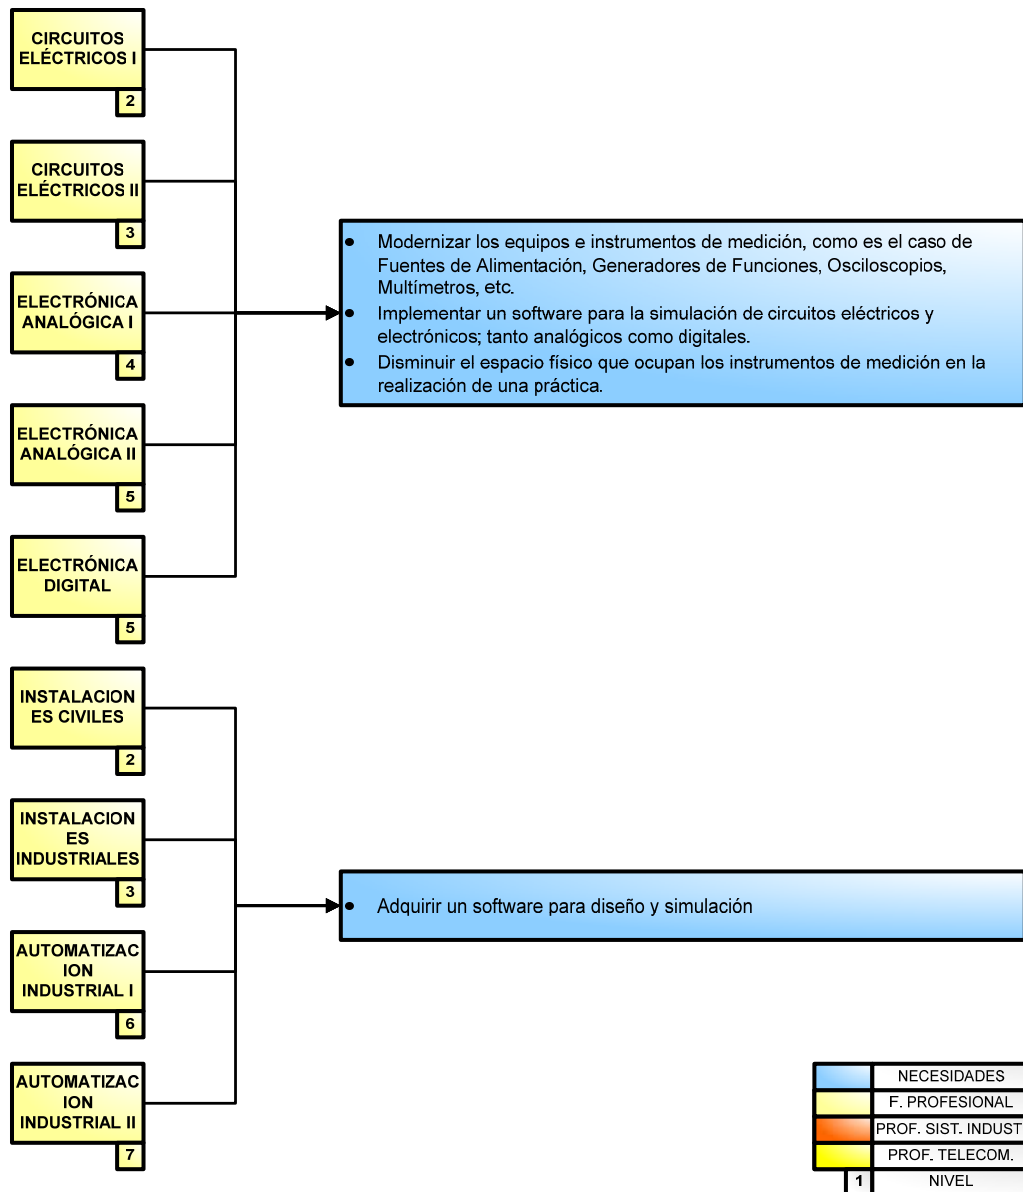 CIRCUITOS
ELÉCTRICOS I
2
CIRCUITOS
ELÉCTRICOS II
3
ELECTRÓNICA
ANALÓGICA I
4
ELECTRÓNICA
ANALÓGICA II
5
ELECTRÓNICA
DIGITAL
5
• Modernizar los equipos e instrumentos de medición, como es el caso de
Fuentes de Alimentación, Generadores de Funciones, Osciloscopios,
Multímetros, etc.
• Implementar un software para la simulación de circuitos eléctricos y
electrónicos; tanto analógicos como digitales.
• Disminuir el espacio físico que ocupan los instrumentos de medición en la
realización de una práctica.
INSTALACION
ES CIVILES
2
INSTALACION
ES
INDUSTRIALES
3
AUTOMATIZAC
ION
INDUSTRIAL I
6
AUTOMATIZAC
ION
INDUSTRIAL II
7
• Adquirir un software para diseño y simulación
NECESIDADES
F. PROFESIONAL
PROF. SIST. INDUST
PROF. TELECOM.
1 NIVEL